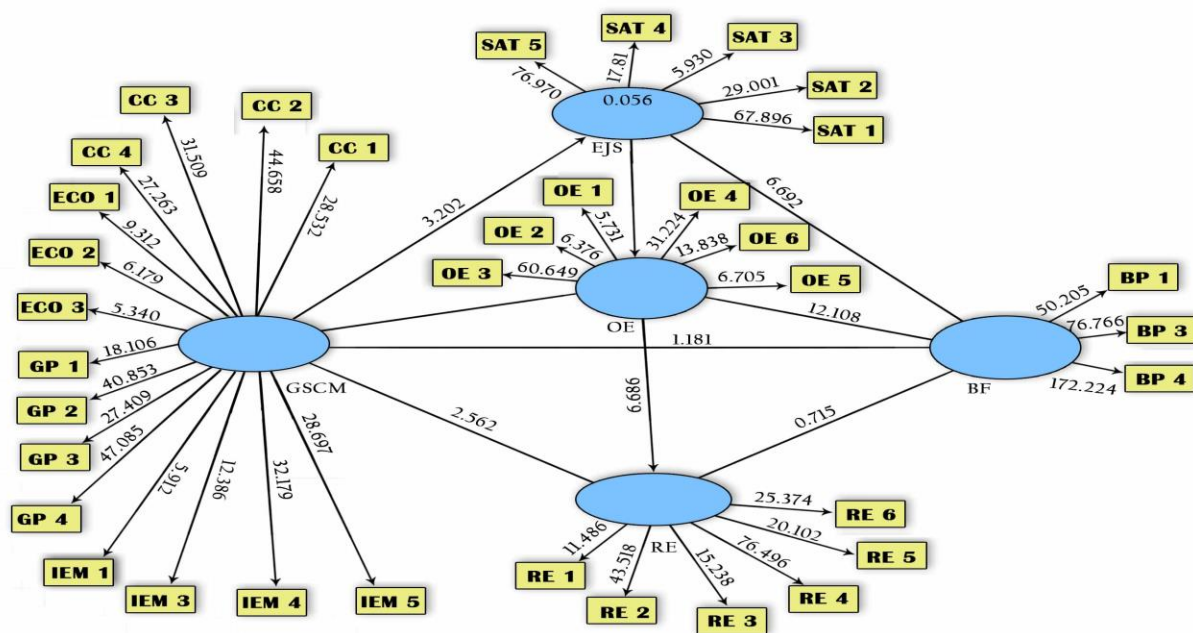 SAT 5
SAT 4
SAT 3
SAT 2
SAT 1
76.970
17.81
5.930
29.001
67.896
0.056
EJS
CC 3
CC 2
CC 1
CC 4
ECO 1
ECO 2
ECO 3
GP 1
GP 2
GP 3
GP 4
IEM 1
IEM 3
IEM 4
IEM 5
31.509
44.658
28.532
27.263
9.312
6.179
5.340
18.106
40.853
27.409
47.085
5.912
12.386
32.179
28.697
GSCM
3.202
6.692
OE 1
OE 4
OE 2
OE 6
OE 3
OE 5
5.731
31.224
6.376
13.838
60.649
6.705
OE
12.108
1.181
2.562
0.715
BP 1
BP 3
BP 4
50.205
76.766
172.224
BF
RE
25.374
20.102
11.486
43.518
15.238
76.496
RE 6
RE 5
RE 1
RE 4
RE 2
RE 3